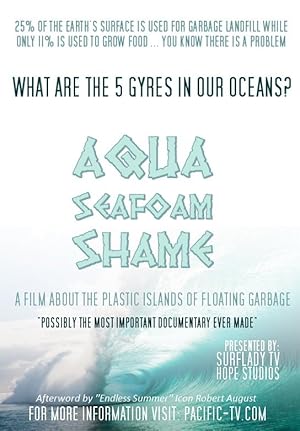 25% OF THE EARTH'S SURFACE IS USED FOR GARBAGE LANDFILL WHILE
ONLY 11% IS USED TO GROW FOOD ... YOU KNOW THERE IS A PROBLEM
WHAT ARE THE 5 GYRES IN OUR OCEANS?
AQUA
SEAFOAM
SHAME
A FILM ABOUT THE PLASTIC ISLANDS OF FLOATING GARBAGE
"POSSIBLY THE MOST IMPORTANT DOCUMENTARY EVER MADE"
PRESENTED BY:
SURFLADY TV
HOPE STUDIOS
Afterword by "Endless Summer" Icon Robert August
FOR MORE INFORMATION VISIT: PACIFIC-TV.COM